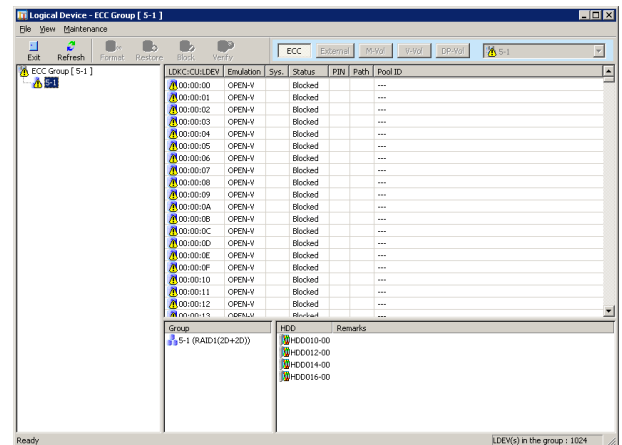 Logical Device - ECC Group [ 5-1 ]
File View Maintenance
Exit Refresh Format Restore Block Verify ECC External M-Vol V-Vol DP-Vol 5-1
ECC Group [ 5-1 ]
5-1
LDKC:CU:LDEV Emulation Sys. Status PIN Path Pool ID
00:00:00 OPEN-V Blocked ---
00:00:01 OPEN-V Blocked ---
00:00:02 OPEN-V Blocked ---
00:00:03 OPEN-V Blocked ---
00:00:04 OPEN-V Blocked ---
00:00:05 OPEN-V Blocked ---
00:00:06 OPEN-V Blocked ---
00:00:07 OPEN-V Blocked ---
00:00:08 OPEN-V Blocked ---
00:00:09 OPEN-V Blocked ---
00:00:0A OPEN-V Blocked ---
00:00:0B OPEN-V Blocked ---
00:00:0C OPEN-V Blocked ---
00:00:0D OPEN-V Blocked ---
00:00:0E OPEN-V Blocked ---
00:00:0F OPEN-V Blocked ---
00:00:10 OPEN-V Blocked ---
00:00:11 OPEN-V Blocked ---
00:00:12 OPEN-V Blocked ---
00:00:13 OPEN-V Blocked ---
Group
5-1 (RAID1(2D+2D))
HDD Remarks
HDD010-00
HDD012-00
HDD014-00
HDD016-00
Ready LDEV(s) in the group : 1024